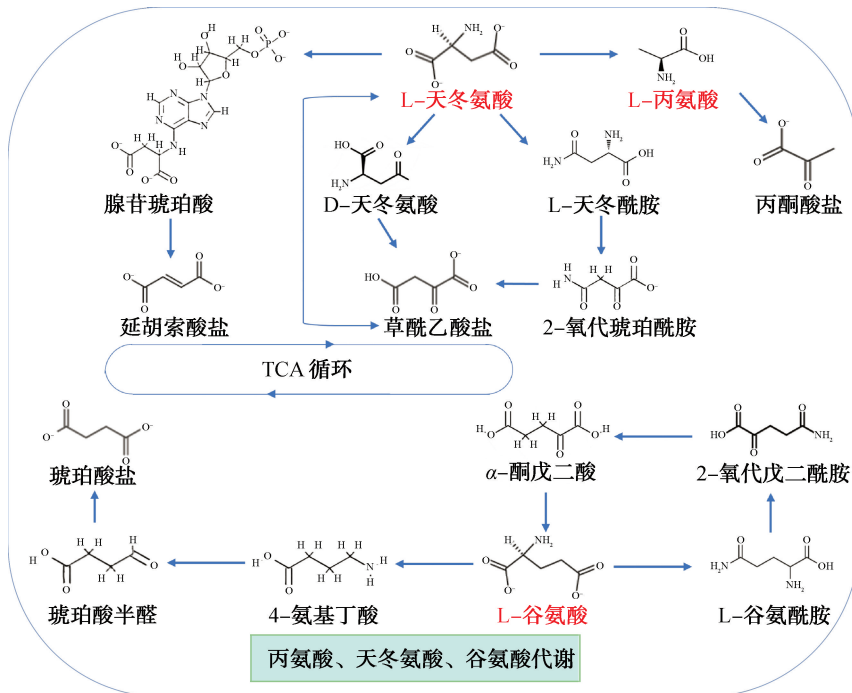 L-天冬氨酸
L-丙氨酸
腺苷琥珀酸
D-天冬氨酸
L-天冬酰胺
丙酮酸盐
延胡索酸盐
草酰乙酸盐
2-氧代琥珀酰胺
TCA 循环
琥珀酸盐
α-酮戊二酸
2-氧代戊二酰胺
琥珀酸半醛
4-氨基丁酸
L-谷氨酸
L-谷氨酰胺
丙氨酸、天冬氨酸、谷氨酸代谢